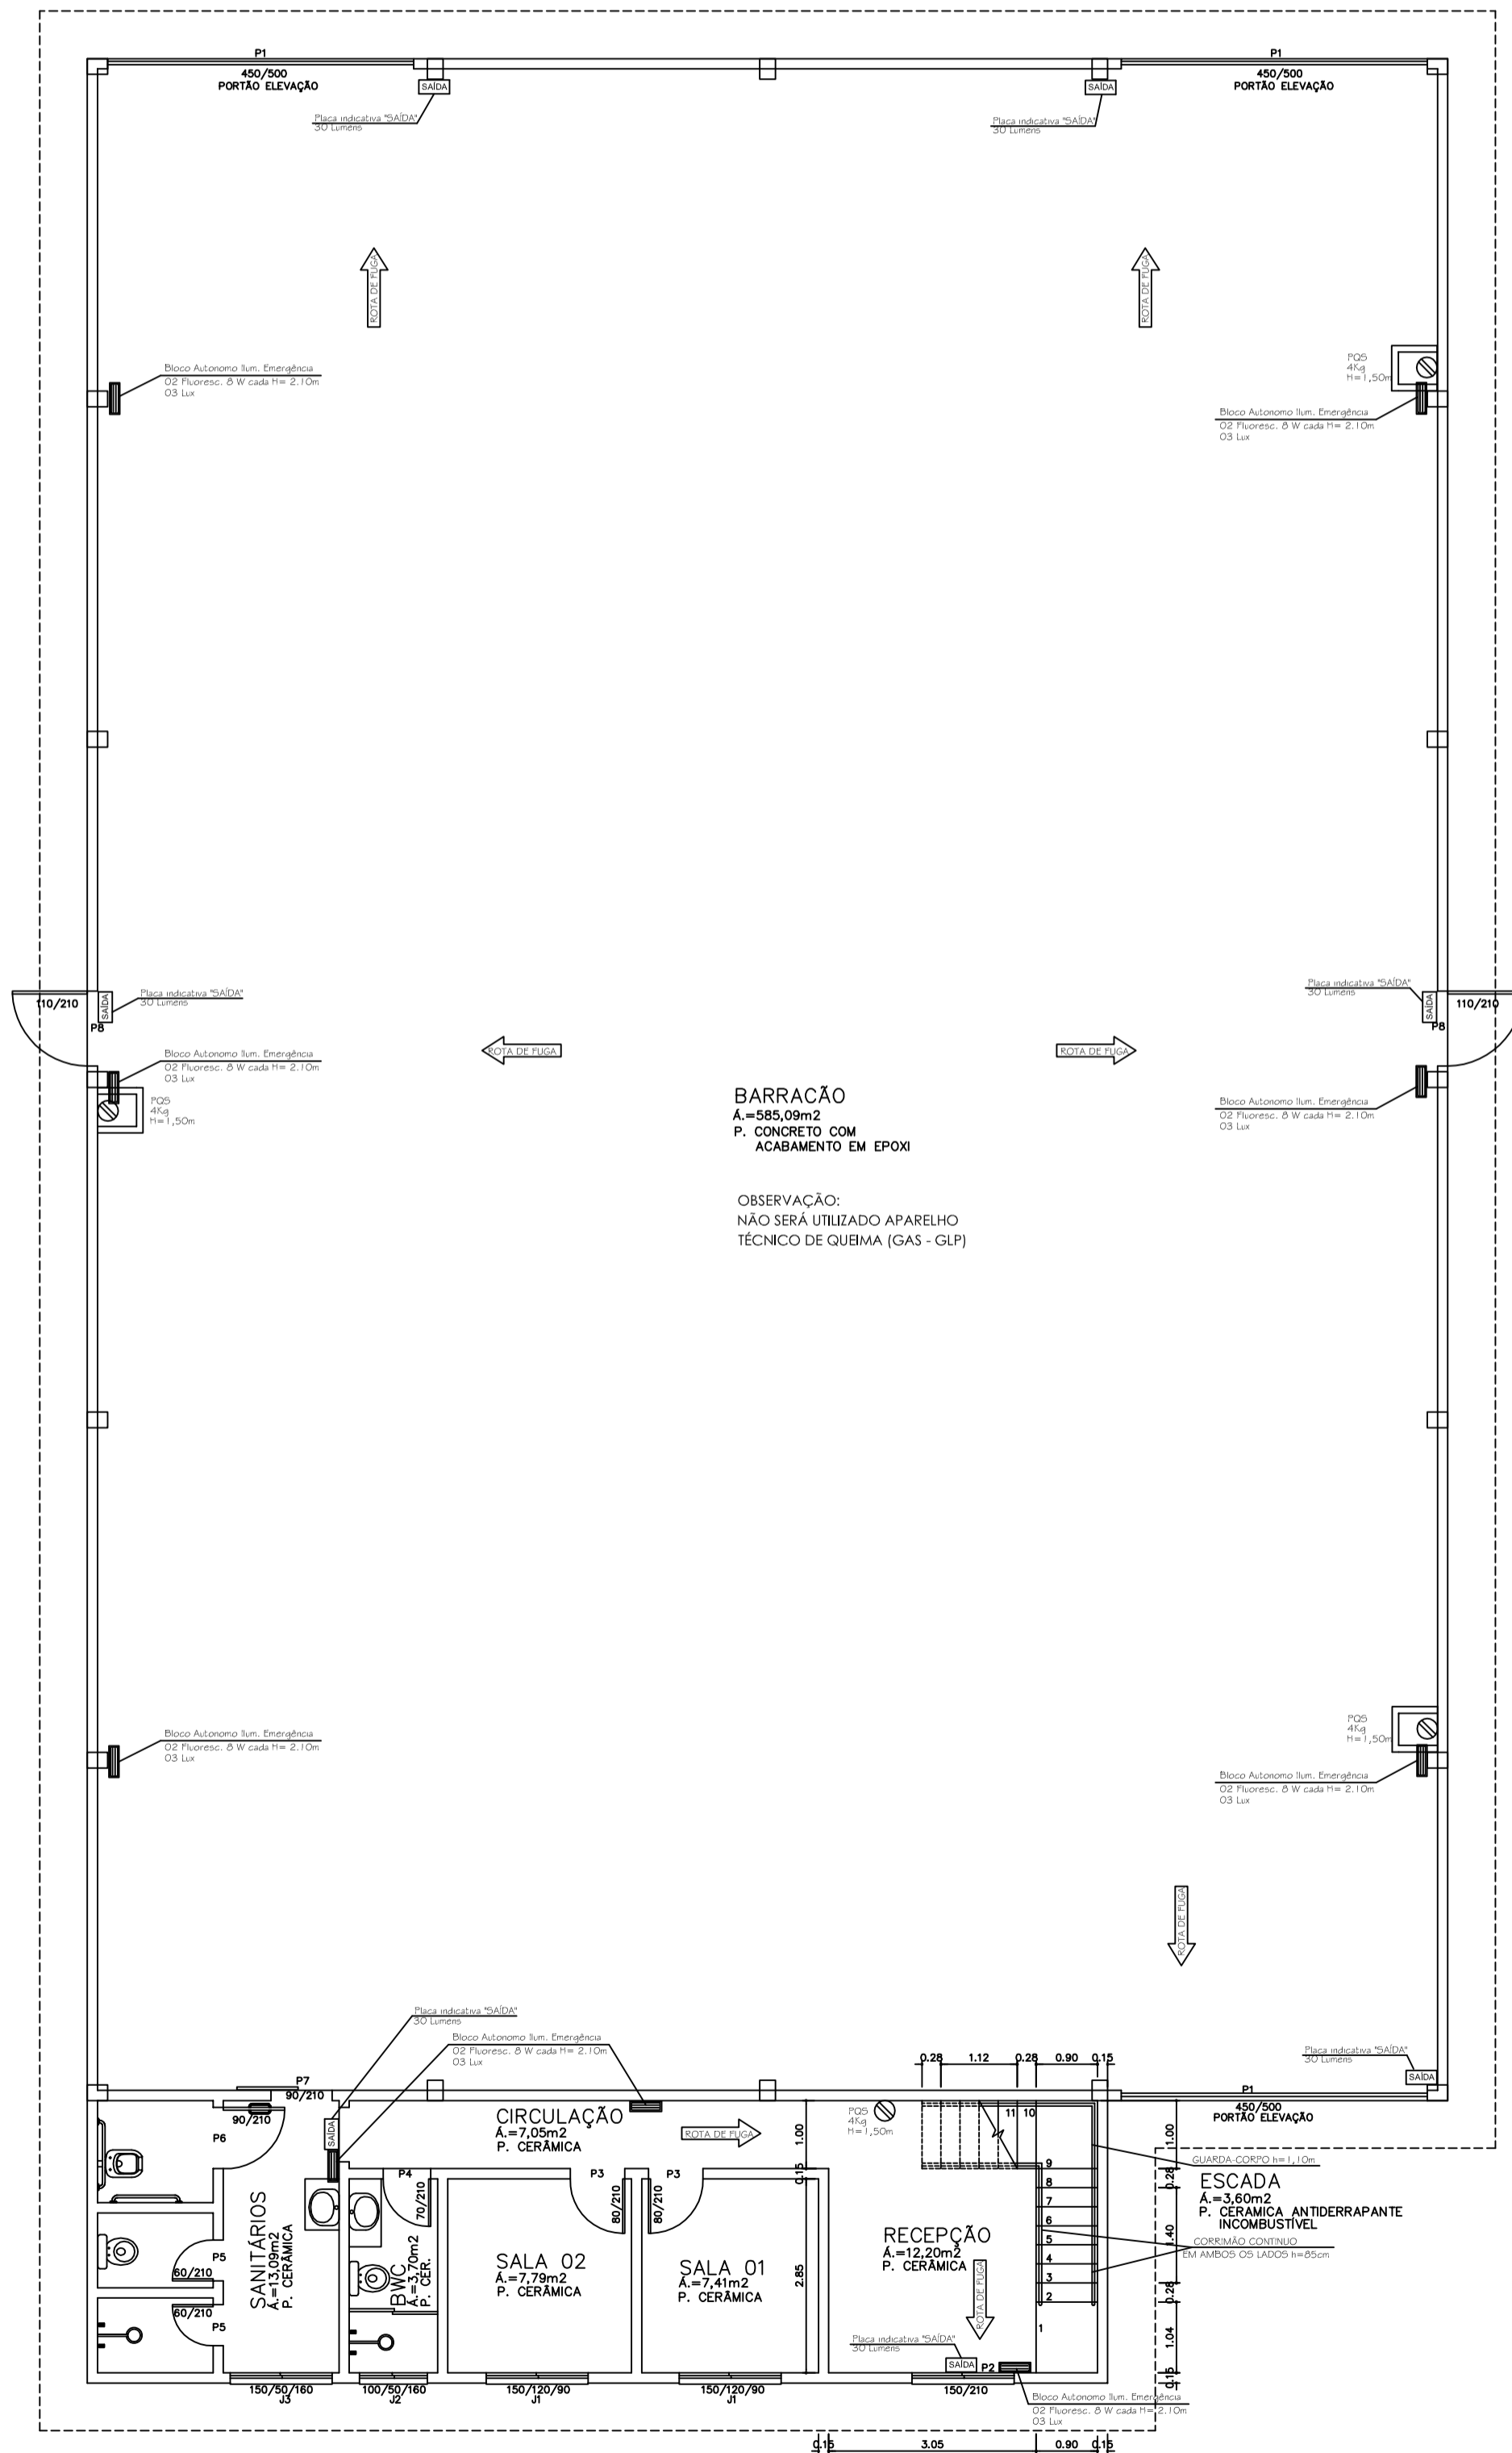 P1
450/500
PORTÃO ELEVAÇÃO
SAÍDA
Placa indicativa "SAÍDA"
30 Lumens
P1
450/500
PORTÃO ELEVAÇÃO
SAÍDA
Placa indicativa "SAÍDA"
30 Lumens
ROTA DE FUGA
ROTA DE FUGA
Bloco Autonomo Ilum. Emergência
02 Fluoresc. 8 W cada H= 2.10m
03 Lux
PQS
4Kg
H=1,50m
Bloco Autonomo Ilum. Emergência
02 Fluoresc. 8 W cada H= 2.10m
03 Lux
110/210
P8
SAÍDA
Placa indicativa "SAÍDA"
30 Lumens
Placa indicativa "SAÍDA"
30 Lumens
SAÍDA
110/210
P8
Bloco Autonomo Ilum. Emergência
02 Fluoresc. 8 W cada H= 2.10m
03 Lux
PQS
4Kg
H=1,50m
ROTA DE FUGA
ROTA DE FUGA
Bloco Autonomo Ilum. Emergência
02 Fluoresc. 8 W cada H= 2.10m
03 Lux
BARRACÃO
Á.=585,09m2
P. CONCRETO COM
ACABAMENTO EM EPOXI
OBSERVAÇÃO:
NÃO SERÁ UTILIZADO APARELHO
TÉCNICO DE QUEIMA (GAS - GLP)
Bloco Autonomo Ilum. Emergência
02 Fluoresc. 8 W cada H= 2.10m
03 Lux
PQS
4Kg
H=1,50m
Bloco Autonomo Ilum. Emergência
02 Fluoresc. 8 W cada H= 2.10m
03 Lux
ROTA DE FUGA
Placa indicativa "SAÍDA"
30 Lumens
Bloco Autonomo Ilum. Emergência
02 Fluoresc. 8 W cada H= 2.10m
03 Lux
0.28 1.12 0.28 0.90 0.15
Placa indicativa "SAÍDA"
30 Lumens
SAÍDA
P1
450/500
PORTÃO ELEVAÇÃO
P7
90/210
90/210
P6
SAÍDA
CIRCULAÇÃO
Á.=7,05m2
P. CERÂMICA
ROTA DE FUGA
PQS
4Kg
H=1,50m
1.00
0.15
2.85
11 10
9
8
7
6
5
4
3
2
1
1.00
0.28
1.40
0.28
1.04
0.15
GUARDA-CORPO h=1,10m
ESCADA
Á.=3,60m2
P. CERAMICA ANTIDERRAPANTE
INCOMBUSTÍVEL
CORRIMÃO CONTINUO
EM AMBOS OS LADOS h=85cm
P4
70/210
P3
80/210
P3
80/210
SANITÁRIOS
Á.=13,09m2
P. CERÂMICA
P5
60/210
60/210
P5
BWC
Á.=3,70m2
P. CER.
SALA 02
Á.=7,79m2
P. CERÂMICA
SALA 01
Á.=7,41m2
P. CERÂMICA
RECEPÇÃO
Á.=12,20m2
P. CERÂMICA
ROTA DE FUGA
Placa indicativa "SAÍDA"
30 Lumens
SAÍDA
P2
150/50/160
J3
100/50/160
J2
150/120/90
J1
150/120/90
J1
150/210
Bloco Autonomo Ilum. Emergência
02 Fluoresc. 8 W cada H= 2.10m
03 Lux
0.15 3.05 0.90 0.15